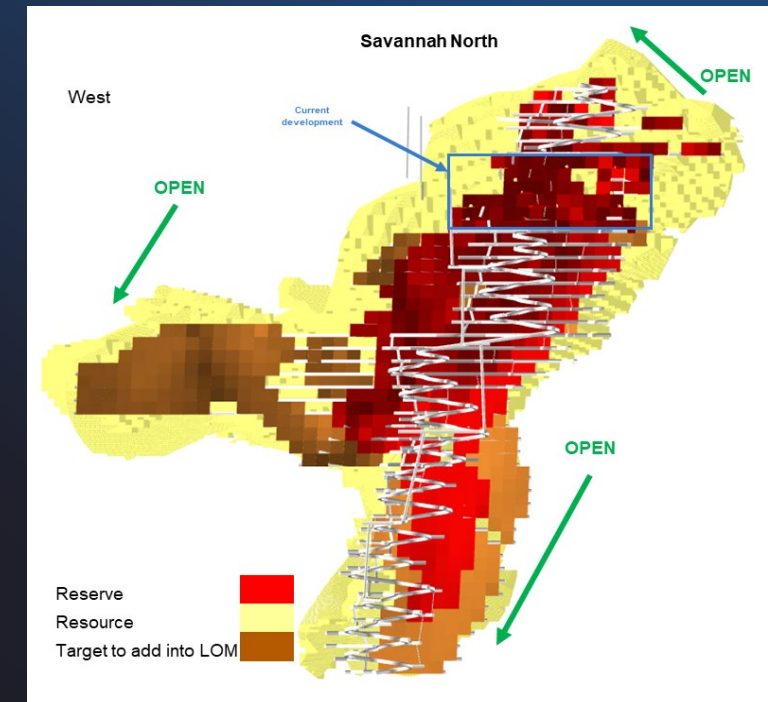 Savannah North
OPEN
West
Current
development
OPEN
OPEN
Reserve
Resource
Target to add into LOM